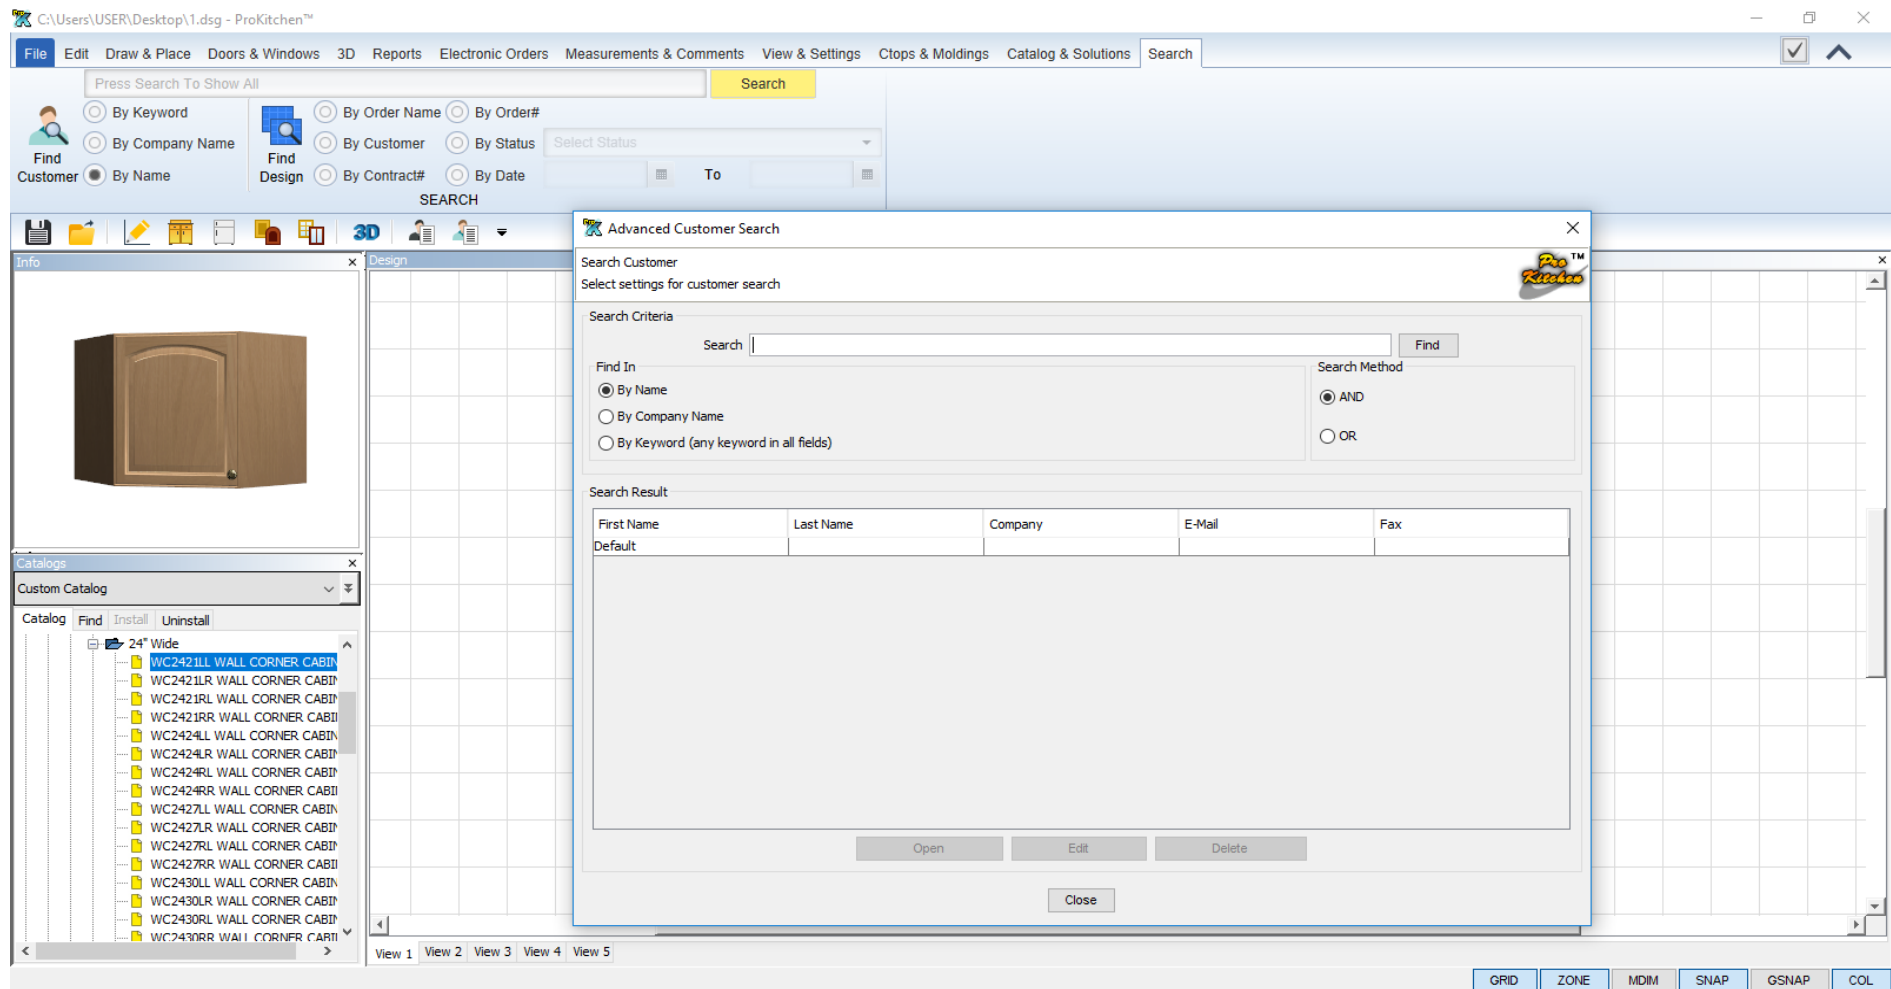 C:\Users\USER\Desktop\1.dsg - ProKitchen™
File Edit Draw & Place Doors & Windows 3D Reports Electronic Orders Measurements & Comments View & Settings Ctops & Moldings Catalog & Solutions Search
Press Search To Show All Search
By Keyword By Order Name By Order#
By Company Name By Customer By Status Select Status
Find Customer By Name Find Design By Contract# By Date To
SEARCH
3D
Info
Design
Advanced Customer Search
Search Customer
Select settings for customer search
Pro Kitchen ™
Search Criteria
Search Find
Find In
By Name
By Company Name
By Keyword (any keyword in all fields)
Search Method
AND
OR
Search Result
First Name Last Name Company E-Mail Fax
Default
Open Edit Delete
Close
Catalogs
Custom Catalog
Catalog Find Install Uninstall
24" Wide
WC2421LL WALL CORNER CABIN
WC2421LR WALL CORNER CABIN
WC2421RL WALL CORNER CABIN
WC2421RR WALL CORNER CABII
WC2424LL WALL CORNER CABIN
WC2424LR WALL CORNER CABIN
WC2424RL WALL CORNER CABIN
WC2424RR WALL CORNER CABII
WC2427LL WALL CORNER CABIN
WC2427LR WALL CORNER CABIN
WC2427RL WALL CORNER CABIN
WC2427RR WALL CORNER CABII
WC2430LL WALL CORNER CABIN
WC2430LR WALL CORNER CABIN
WC2430RL WALL CORNER CABIN
WC2430RR WALL CORNER CABII
View 1 View 2 View 3 View 4 View 5
GRID ZONE MDIM SNAP GSNAP COL